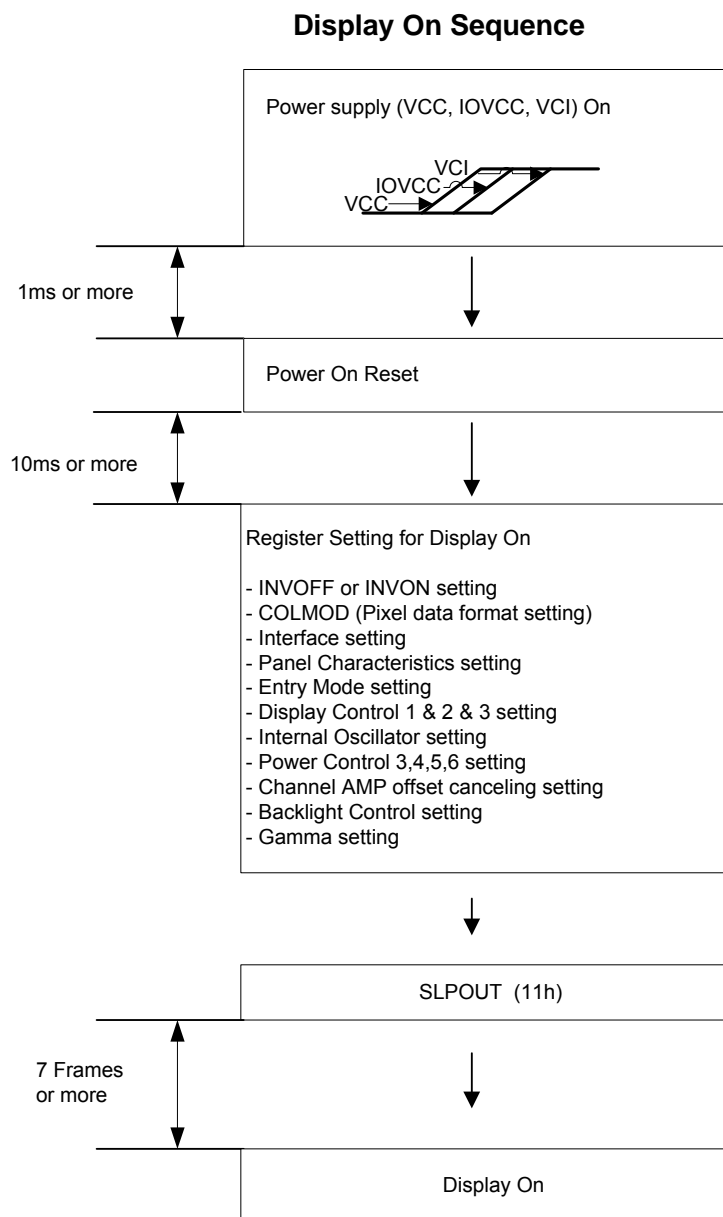 Display On Sequence
Power supply (VCC, IOVCC, VCI) On
VCI
IOVCC
VCC
1ms or more
Power On Reset
10ms or more
Register Setting for Display On
- INVOFF or INVON setting
- COLMOD (Pixel data format setting)
- Interface setting
- Panel Characteristics setting
- Entry Mode setting
- Display Control 1 & 2 & 3 setting
- Internal Oscillator setting
- Power Control 3,4,5,6 setting
- Channel AMP offset canceling setting
- Backlight Control setting
- Gamma setting
SLPOUT (11h)
7 Frames
or more
Display On